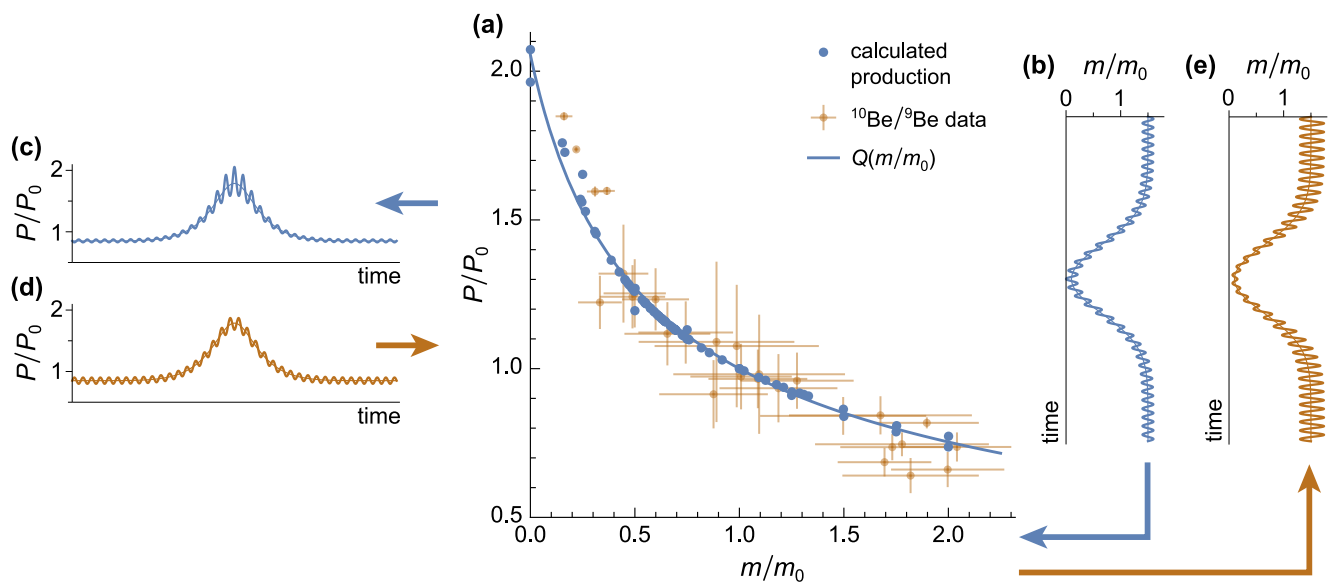 (a)
P/P₀
2.0
1.5
1.0
0.5
0.0
0.5
1.0
1.5
2.0
m/m₀
calculated
production
¹⁰Be/⁹Be data
Q(m/m₀)
(b)
m/m₀
0
1
time
(e)
m/m₀
0
1
time
(c)
P/P₀
2
1
time
(d)
P/P₀
2
1
time